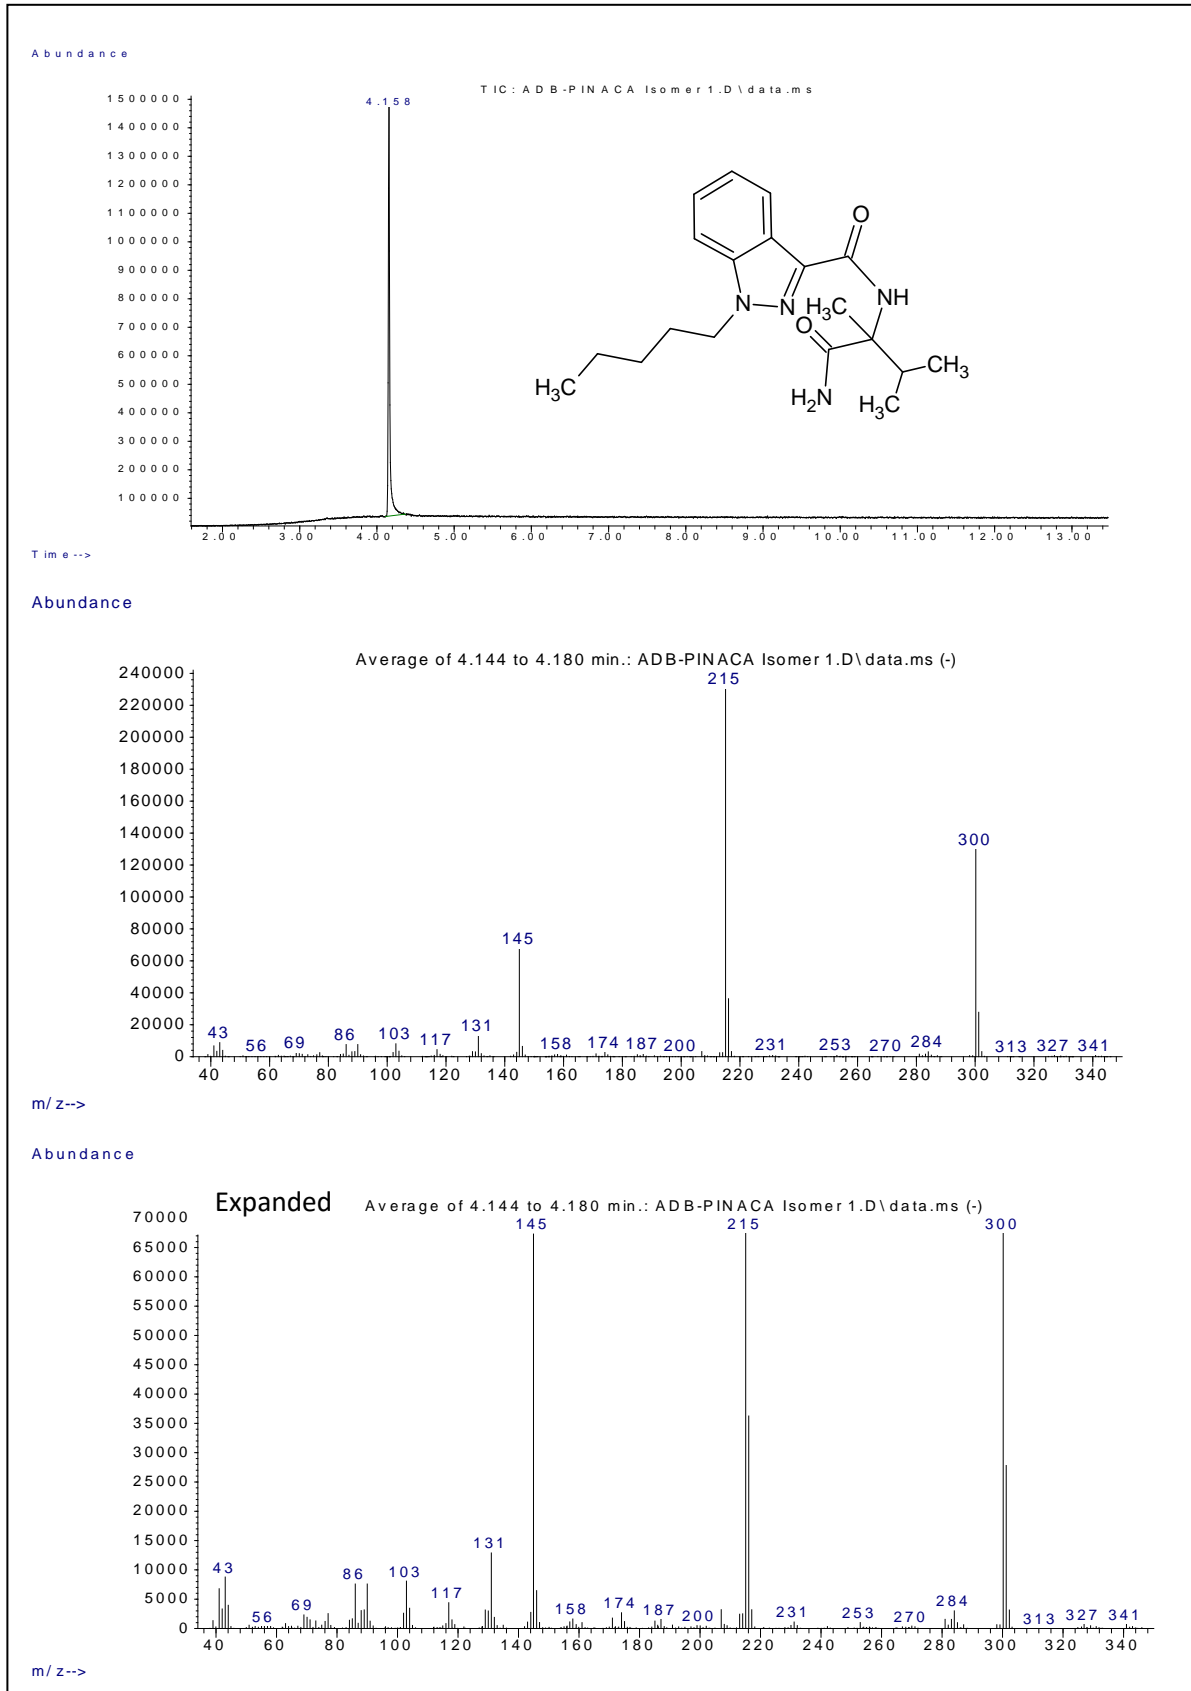 Abundance
TIC: ADB-PINACA Isomer 1.D\data.ms
1500000
1400000
1300000
1200000
1100000
1000000
900000
800000
700000
600000
500000
400000
300000
200000
100000
4.158
O
NH
N
N
H3C
O
CH3
H2N
H3C
H3C
2.00 3.00 4.00 5.00 6.00 7.00 8.00 9.00 10.00 11.00 12.00 13.00
Time-->
Abundance
Average of 4.144 to 4.180 min.: ADB-PINACA Isomer 1.D\data.ms (-)
240000
220000
200000
180000
160000
140000
120000
100000
80000
60000
40000
20000
0
215
300
145
43 56 69 86 103 117 131 158 174 187 200 231 253 270 284 313 327 341
40 60 80 100 120 140 160 180 200 220 240 260 280 300 320 340
m/z-->
Abundance
Expanded Average of 4.144 to 4.180 min.: ADB-PINACA Isomer 1.D\data.ms (-)
70000
65000
60000
55000
50000
45000
40000
35000
30000
25000
20000
15000
10000
5000
0
145 215 300
43 56 69 86 103 117 131 158 174 187 200 231 253 270 284 313 327 341
40 60 80 100 120 140 160 180 200 220 240 260 280 300 320 340
m/z-->